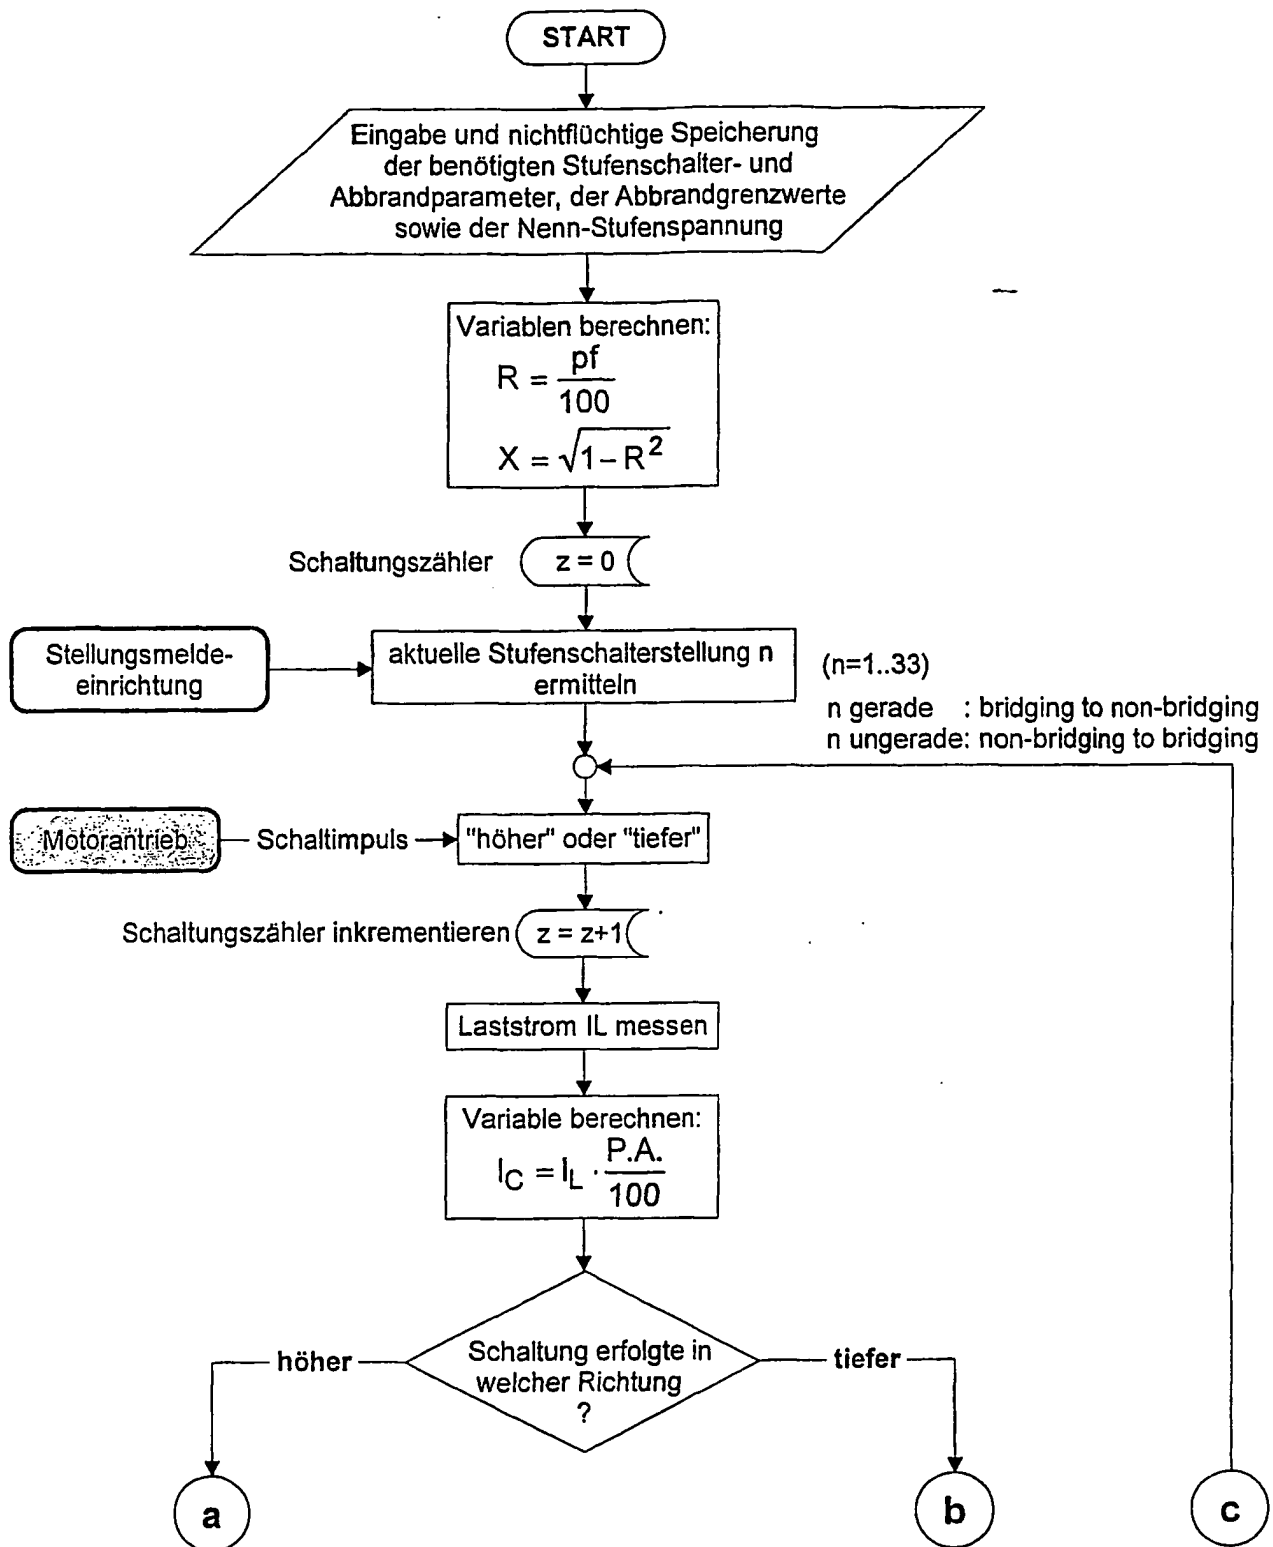 START
Eingabe und nichtflüchtige Speicherung
der benötigten Stufenschalter- und
Abbrandparameter, der Abbrandgrenzwerte
sowie der Nenn-Stufenspannung
Variablen berechnen:
R = pf/100
X = √1–R²
Schaltungszähler
z = 0
Stellungsmelde-
einrichtung
aktuelle Stufenschalterstellung n
ermitteln
(n=1..33)
n gerade : bridging to non-bridging
n ungerade: non-bridging to bridging
Motorantrieb
Schaltimpuls
"höher" oder "tiefer"
Schaltungszähler inkrementieren
z = z+1
Laststrom IL messen
Variable berechnen:
I_C = I_L · P.A./100
höher
Schaltung erfolgte in
welcher Richtung
?
tiefer
a
b
c